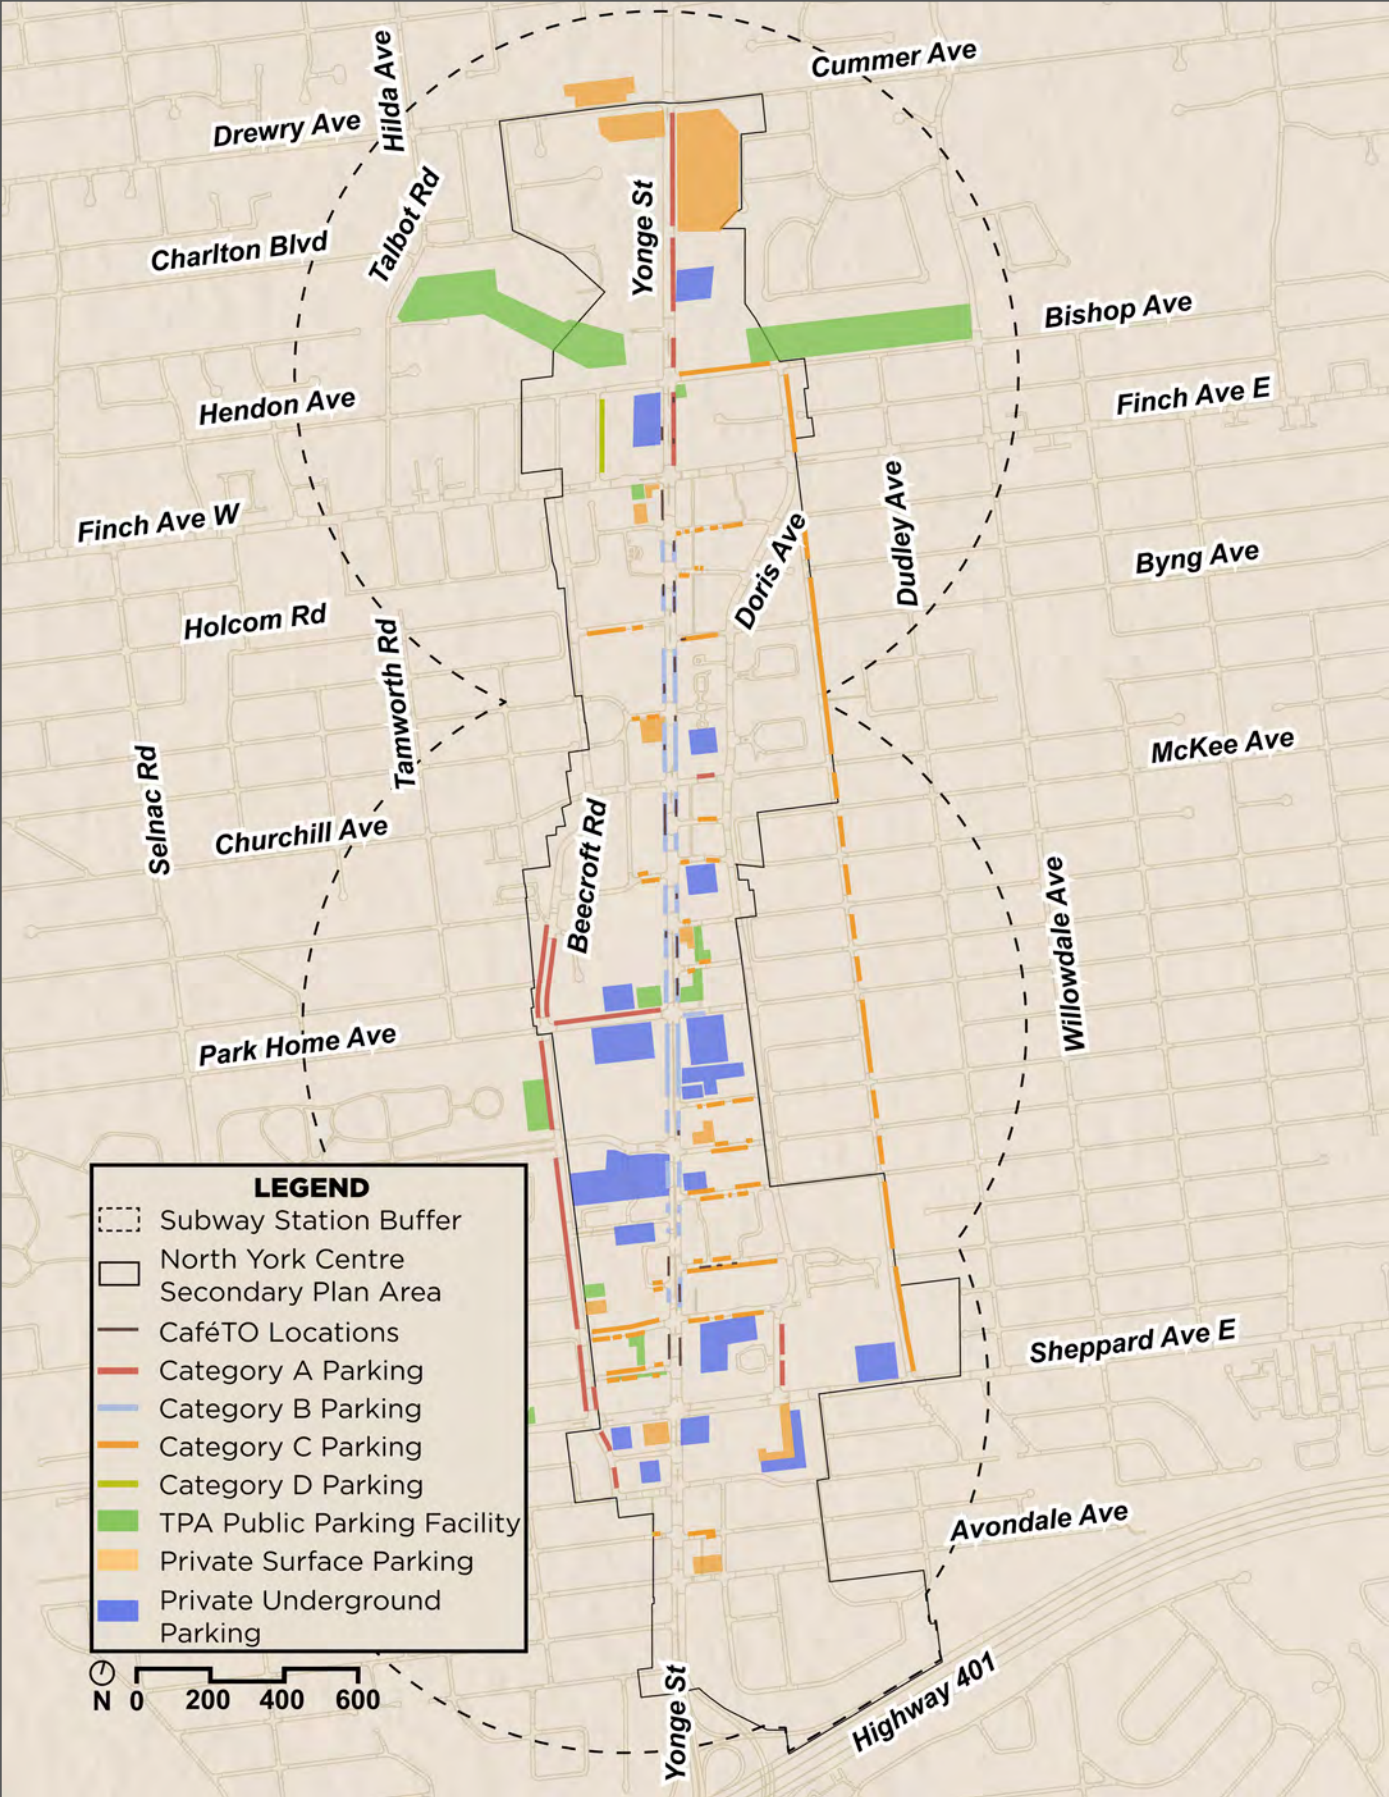 Cummer Ave
Hilda Ave
Drewry Ave
Talbot Rd
Yonge St
Charlton Blvd
Bishop Ave
Hendon Ave
Finch Ave E
Finch Ave W
Dudley Ave
Doris Ave
Byng Ave
Holcom Rd
Tamworth Rd
McKee Ave
Selnac Rd
Churchill Ave
Beecroft Rd
Willowdale Ave
Park Home Ave
LEGEND
Subway Station Buffer
North York Centre
Secondary Plan Area
CaféTO Locations
Category A Parking
Category B Parking
Category C Parking
Category D Parking
TPA Public Parking Facility
Private Surface Parking
Private Underground
Parking
Sheppard Ave E
Avondale Ave
Highway 401
Yonge St
N 0 200 400 600